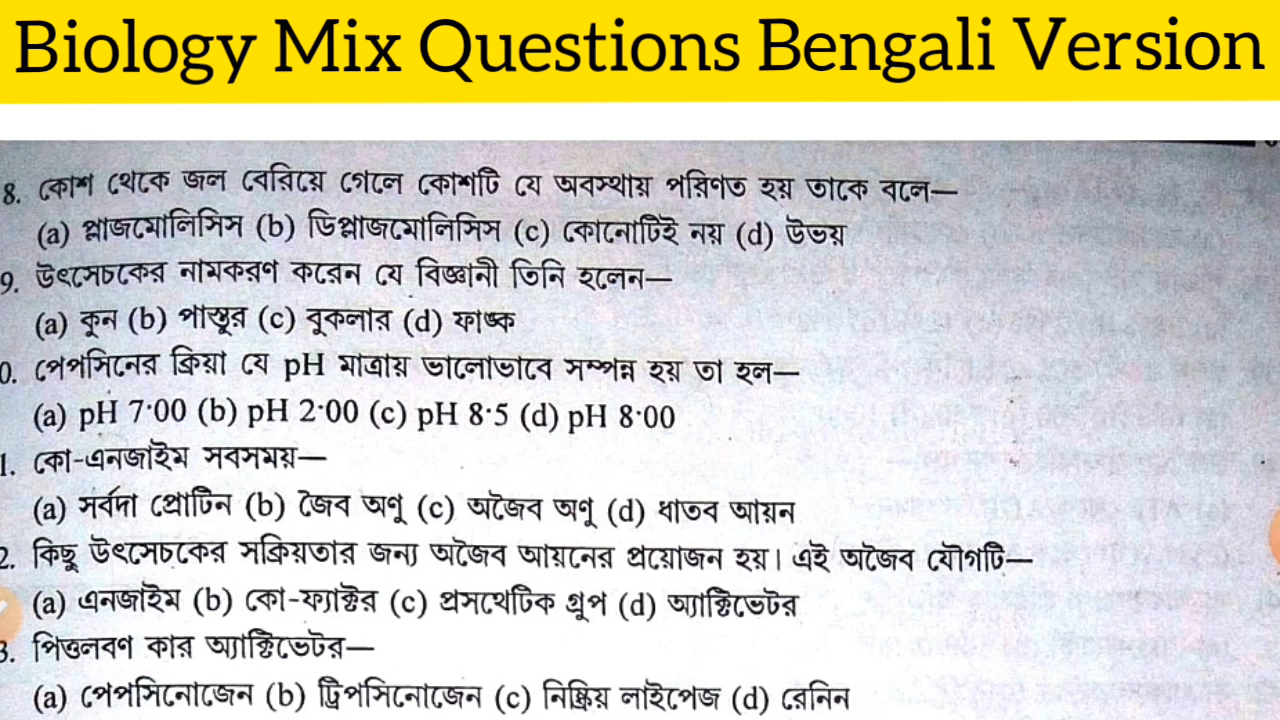 Biology Mix Questions Bengali Version
8. কোশ থেকে জল বেরিয়ে গেলে কোশটি যে অবস্থায় পরিণত হয় তাকে বলে—
(a) প্লাজমোলিসিস (b) ডিপ্লাজমোলিসিস (c) কোনোটিই নয় (d) উভয়
9. উৎসেচকের নামকরণ করেন যে বিজ্ঞানী তিনি হলেন—
(a) কুন (b) পাস্তুর (c) বুকলার (d) ফাঙ্ক
0. পেপসিনের ক্রিয়া যে pH মাত্রায় ভালোভাবে সম্পন্ন হয় তা হল—
(a) pH 7·00 (b) pH 2·00 (c) pH 8·5 (d) pH 8·00
1. কো-এনজাইম সবসময়—
(a) সর্বদা প্রোটিন (b) জৈব অণু (c) অজৈব অণু (d) ধাতব আয়ন
2. কিছু উৎসেচকের সক্রিয়তার জন্য অজৈব আয়নের প্রয়োজন হয়। এই অজৈব যৌগটি—
(a) এনজাইম (b) কো-ফ্যাক্টর (c) প্রসথেটিক গ্রুপ (d) অ্যাক্টিভেটর
3. পিত্তলবণ কার অ্যাক্টিভেটর—
(a) পেপসিনোজেন (b) ট্রিপসিনোজেন (c) নিষ্ক্রিয় লাইপেজ (d) রেনিন